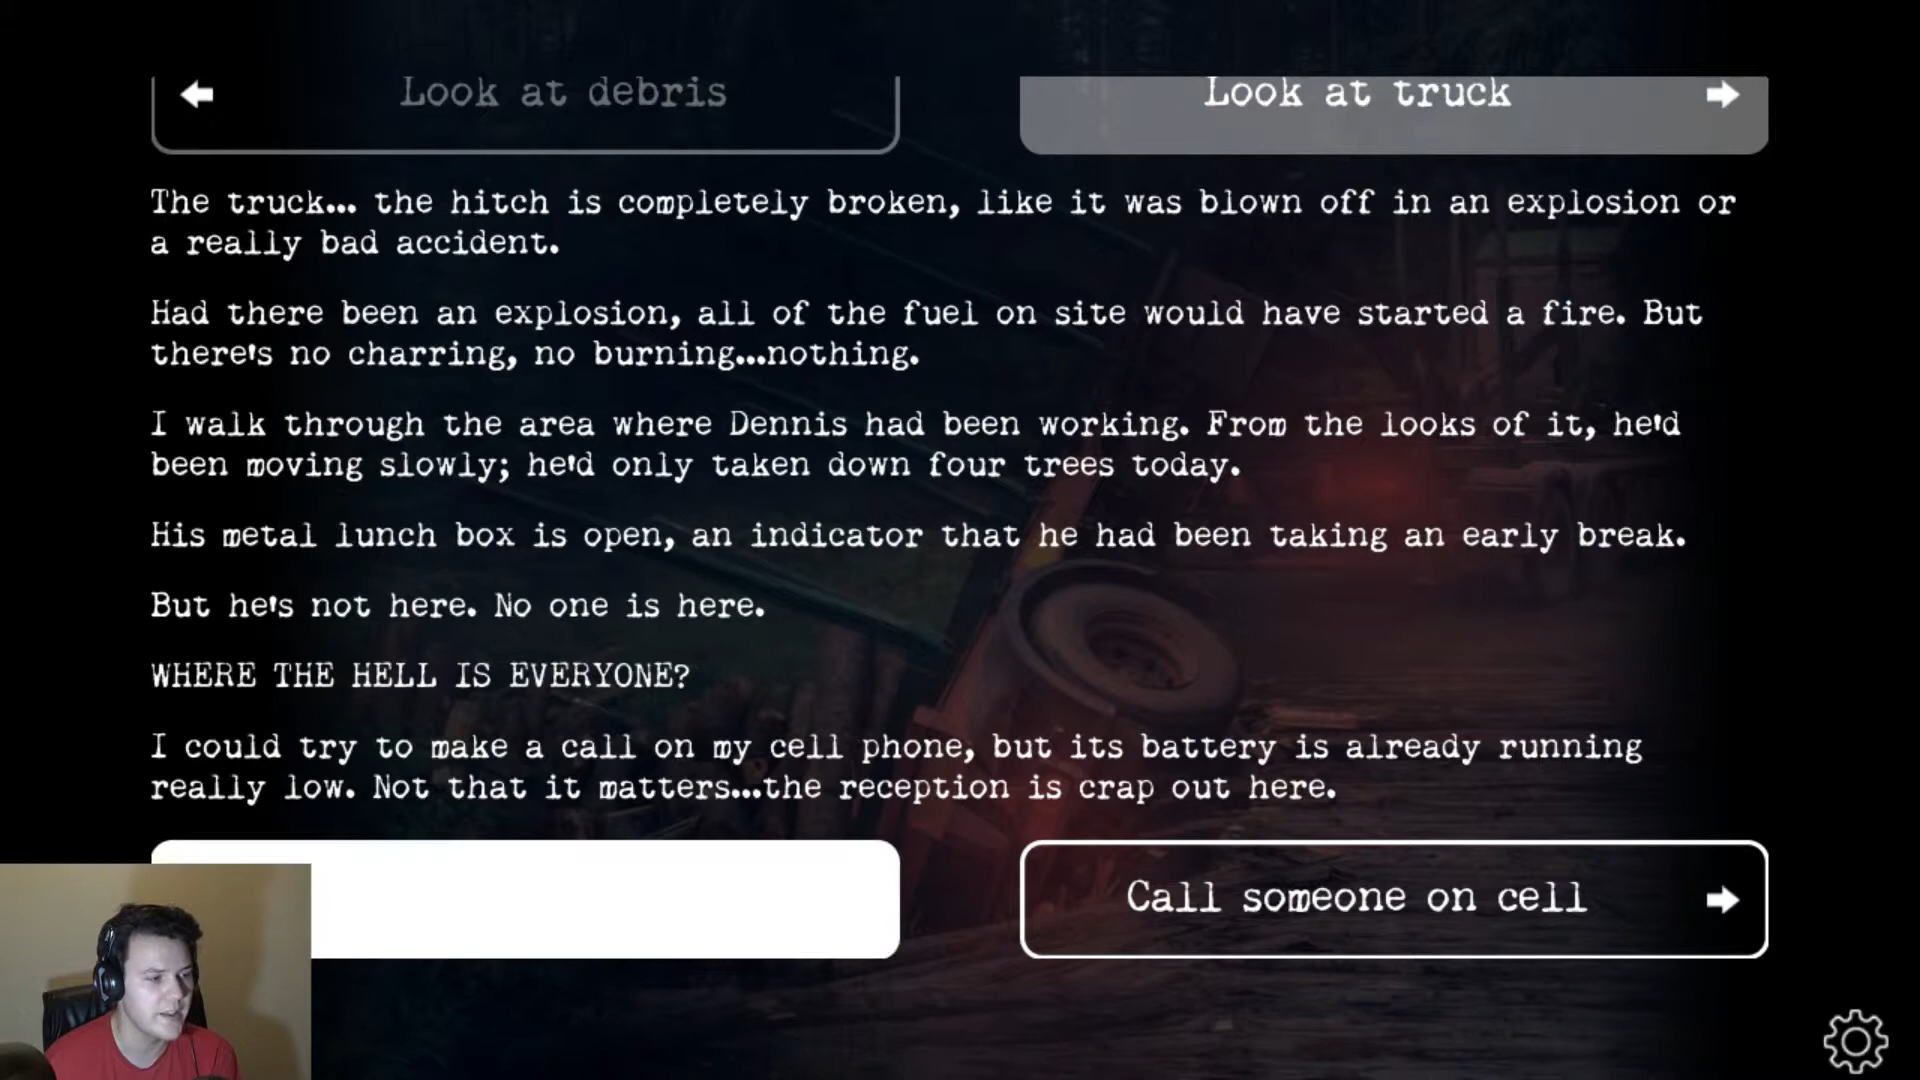 Look at debris
Look at truck
The truck... the hitch is completely broken, like it was blown off in an explosion or
a really bad accident.
Had there been an explosion, all of the fuel on site would have started a fire. But
there's no charring, no burning...nothing.
I walk through the area where Dennis had been working. From the looks of it, he'd
been moving slowly; he'd only taken down four trees today.
His metal lunch box is open, an indicator that he had been taking an early break.
But he's not here. No one is here.
WHERE THE HELL IS EVERYONE?
I could try to make a call on my cell phone, but its battery is already running
really low. Not that it matters...the reception is crap out here.
Call someone on cell